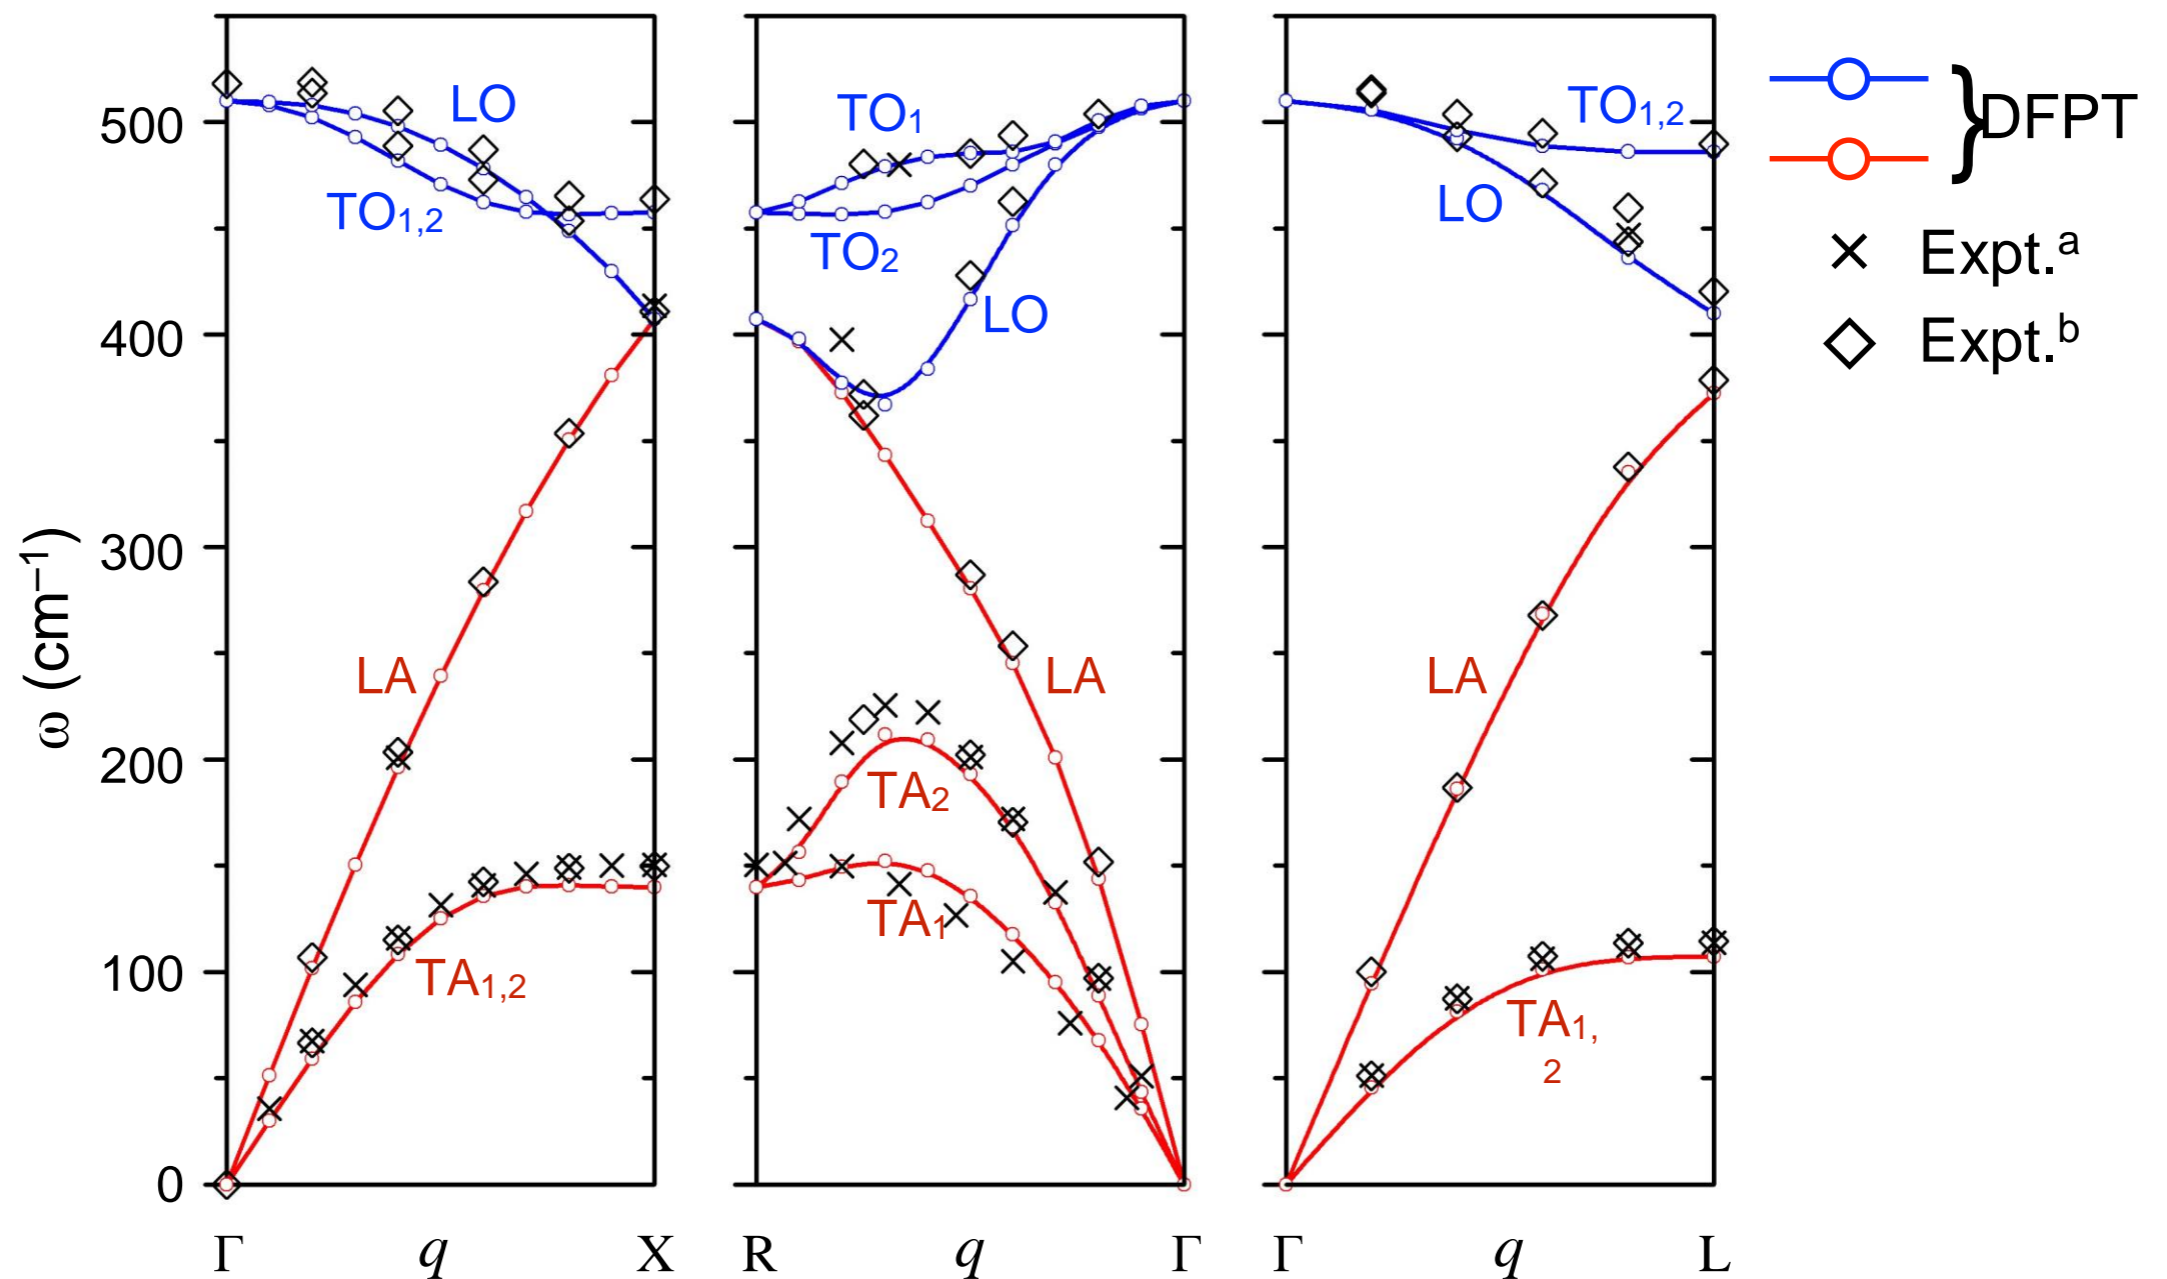 ω (cm⁻¹)
500
400
300
200
100
0
LO
TO1,2
LA
TA1,2
Γ q X
TO1
TO2
LO
LA
TA2
TA1
R q Γ
TO1,2
LO
LA
TA1,
2
Γ q L
}DFPT
Expt.ᵃ
Expt.ᵇ